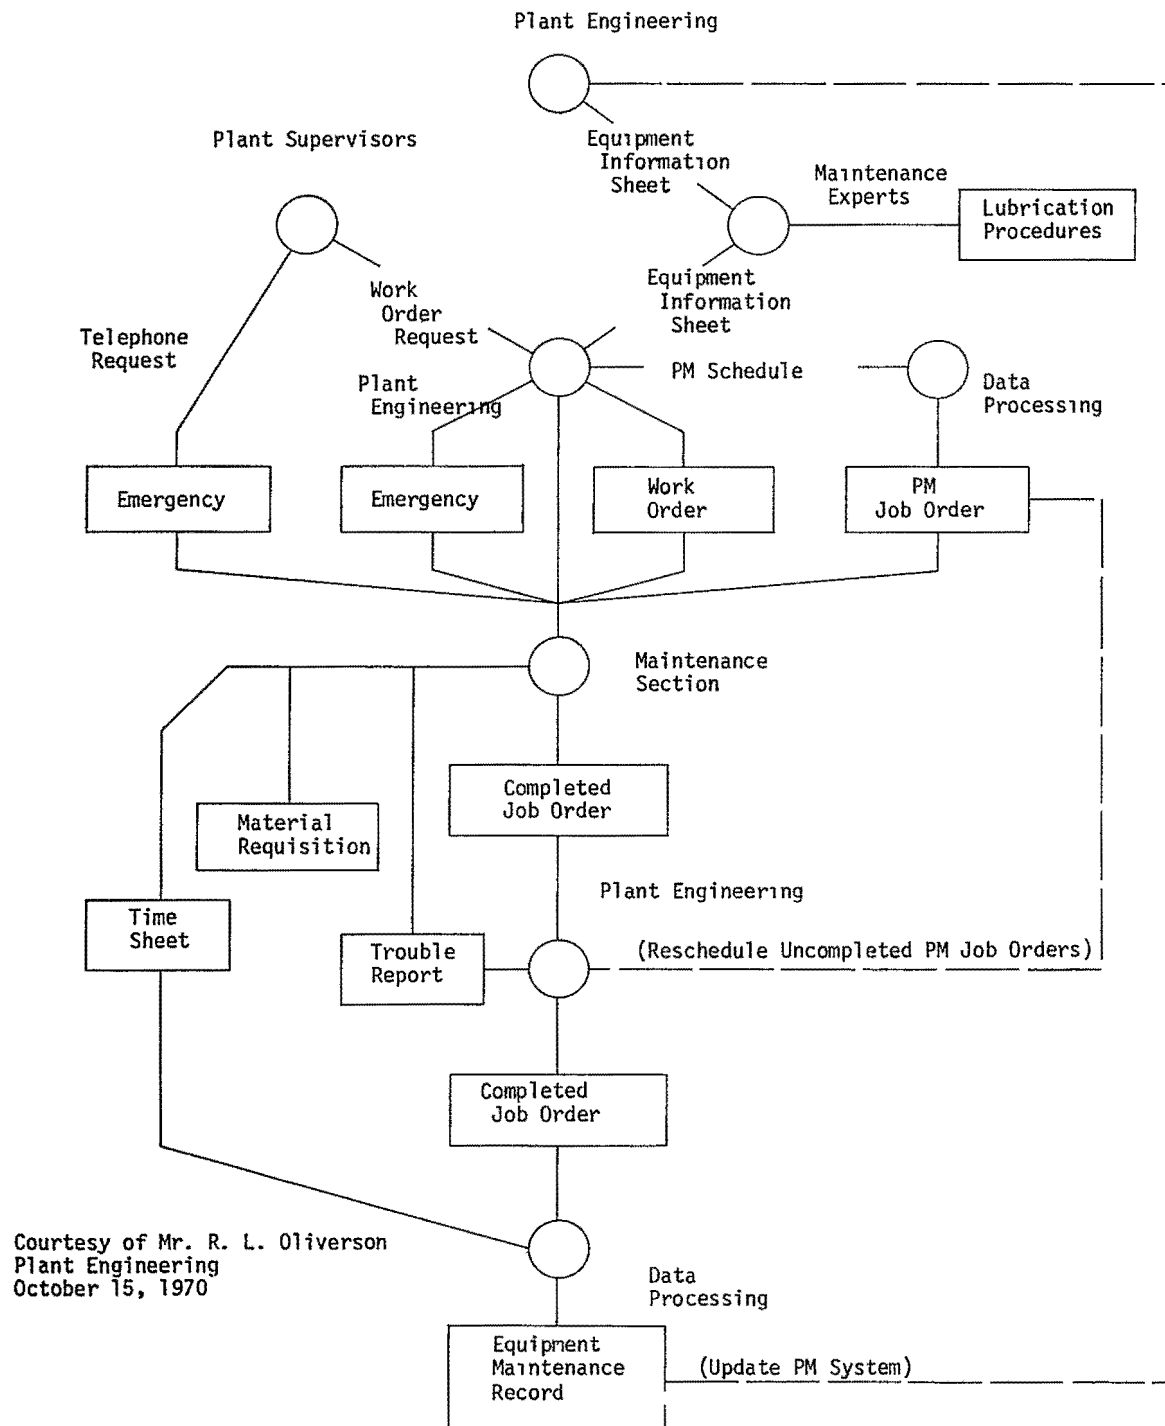 Plant Engineering
Plant Supervisors
Equipment
Information
Sheet
Maintenance
Experts
Lubrication
Procedures
Work
Order
Request
Equipment
Information
Sheet
Telephone
Request
Plant
Engineering
PM Schedule
Data
Processing
Emergency
Emergency
Work
Order
PM
Job Order
Maintenance
Section
Completed
Job Order
Material
Requisition
Plant Engineering
Time
Sheet
Trouble
Report
(Reschedule Uncompleted PM Job Orders)
Completed
Job Order
Courtesy of Mr. R. L. Oliverson
Plant Engineering
October 15, 1970
Data
Processing
Equipment
Maintenance
Record
(Update PM System)